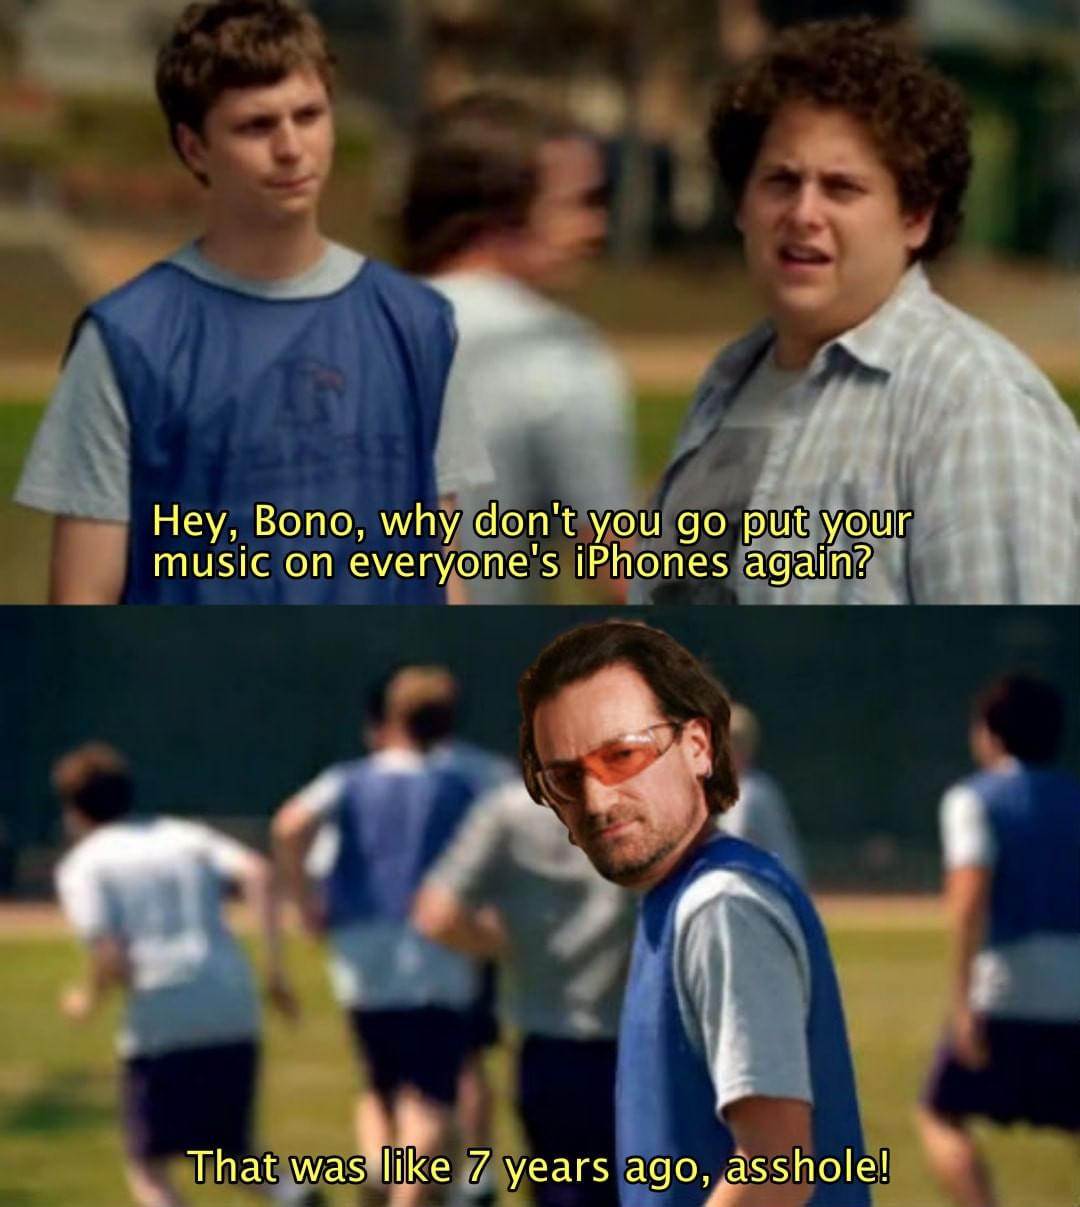 Hey, Bono, why don't you go put your
music on everyone's iPhones again?
That was like 7 years ago, asshole!